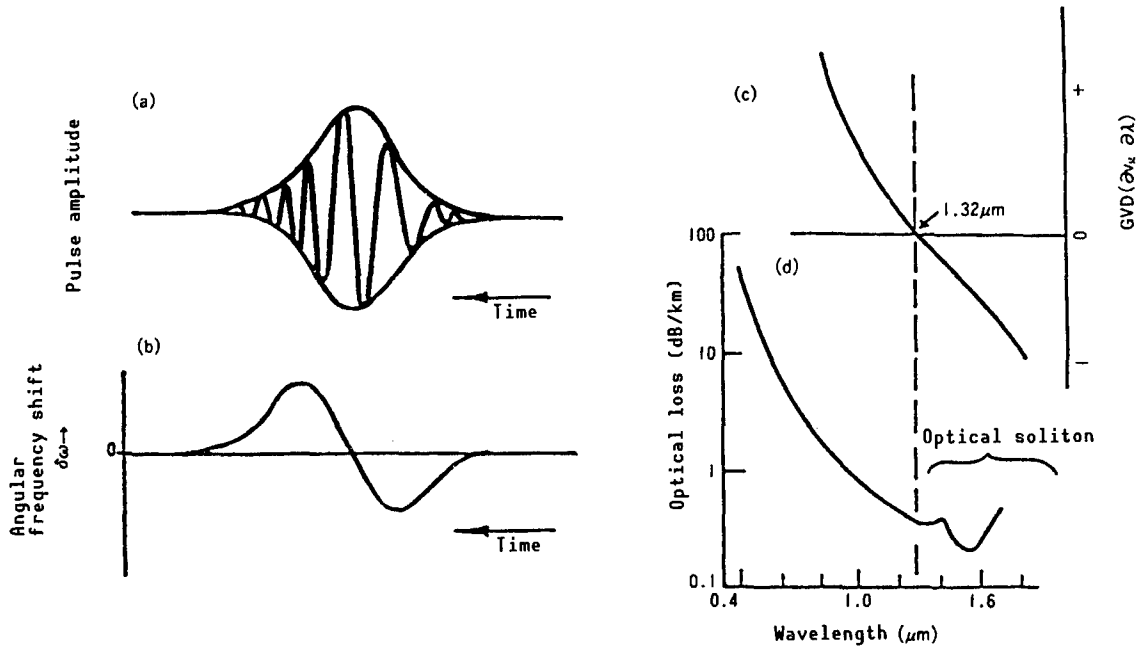 (a)
Pulse amplitude
Time
(b)
Angular
frequency shift
δω→
0
Time
(c)
+
0
−
GVD(∂vₓ ∂λ)
1.32μm
(d)
Optical loss (dB/km)
100
10
1
0.1
Optical soliton
0.4
1.0
1.6
Wavelength (μm)